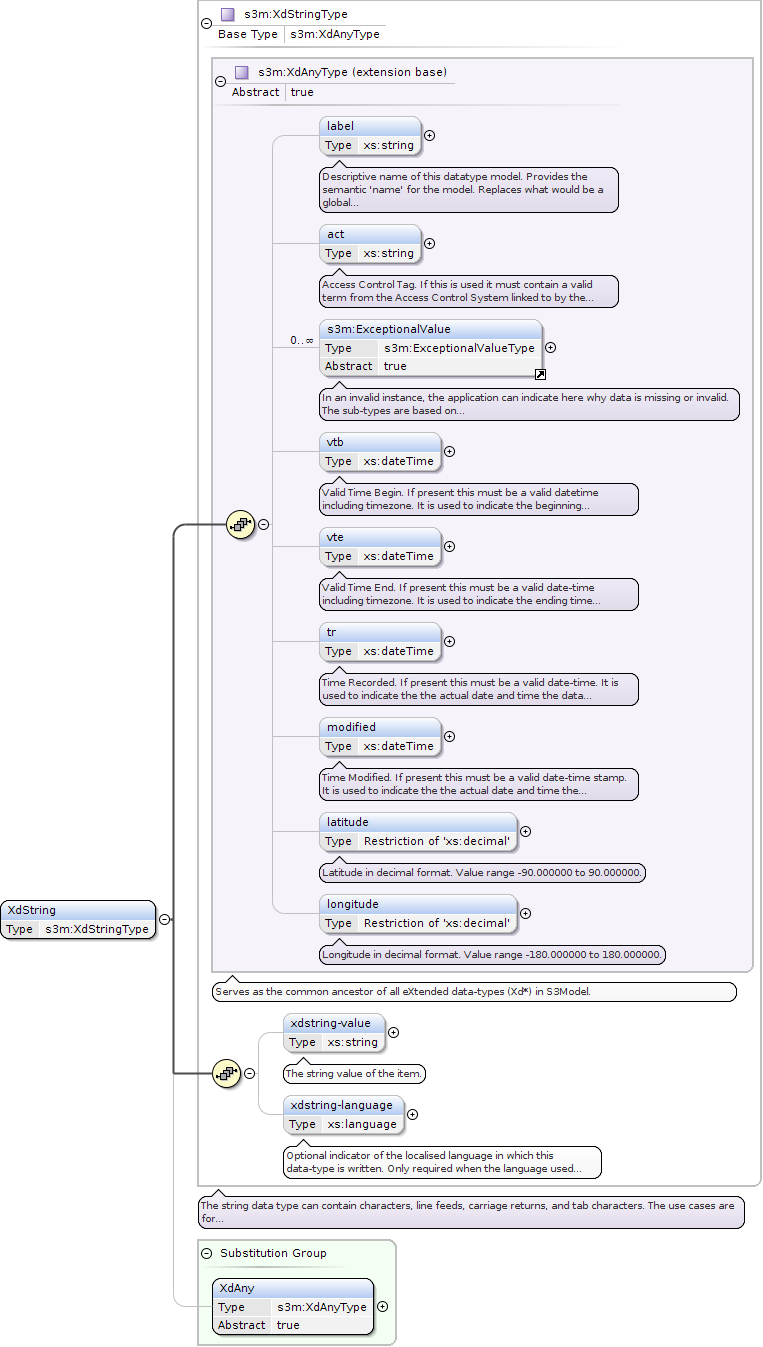 s3m:XdStringType
Base Type s3m:XdAnyType
s3m:XdAnyType (extension base)
Abstract true
label
Type xs:string
Descriptive name of this datatype model. Provides the
semantic 'name' for the model. Replaces what would be a
global...
act
Type xs:string
Access Control Tag. If this is used it must contain a valid
term from the Access Control System linked to by the...
0..∞
s3m:ExceptionalValue
Type s3m:ExceptionalValueType
Abstract true
In an invalid instance, the application can indicate here why data is missing or invalid.
The sub-types are based on...
vtb
Type xs:dateTime
Valid Time Begin. If present this must be a valid datetime
including timezone. It is used to indicate the beginning...
vte
Type xs:dateTime
Valid Time End. If present this must be a valid date-time
including timezone. It is used to indicate the ending time...
tr
Type xs:dateTime
Time Recorded. If present this must be a valid date-time. It is
used to indicate the the actual date and time the data...
modified
Type xs:dateTime
Time Modified. If present this must be a valid date-time stamp.
It is used to indicate the the actual date and time the...
latitude
Type Restriction of 'xs:decimal'
Latitude in decimal format. Value range -90.000000 to 90.000000.
longitude
Type Restriction of 'xs:decimal'
Longitude in decimal format. Value range -180.000000 to 180.000000.
XdString
Type s3m:XdStringType
Serves as the common ancestor of all eXtended data-types (Xd*) in S3Model.
xdstring-value
Type xs:string
The string value of the item.
xdstring-language
Type xs:language
Optional indicator of the localised language in which this
data-type is written. Only required when the language used...
The string data type can contain characters, line feeds, carriage returns, and tab characters. The use cases are
for...
Substitution Group
XdAny
Type s3m:XdAnyType
Abstract true